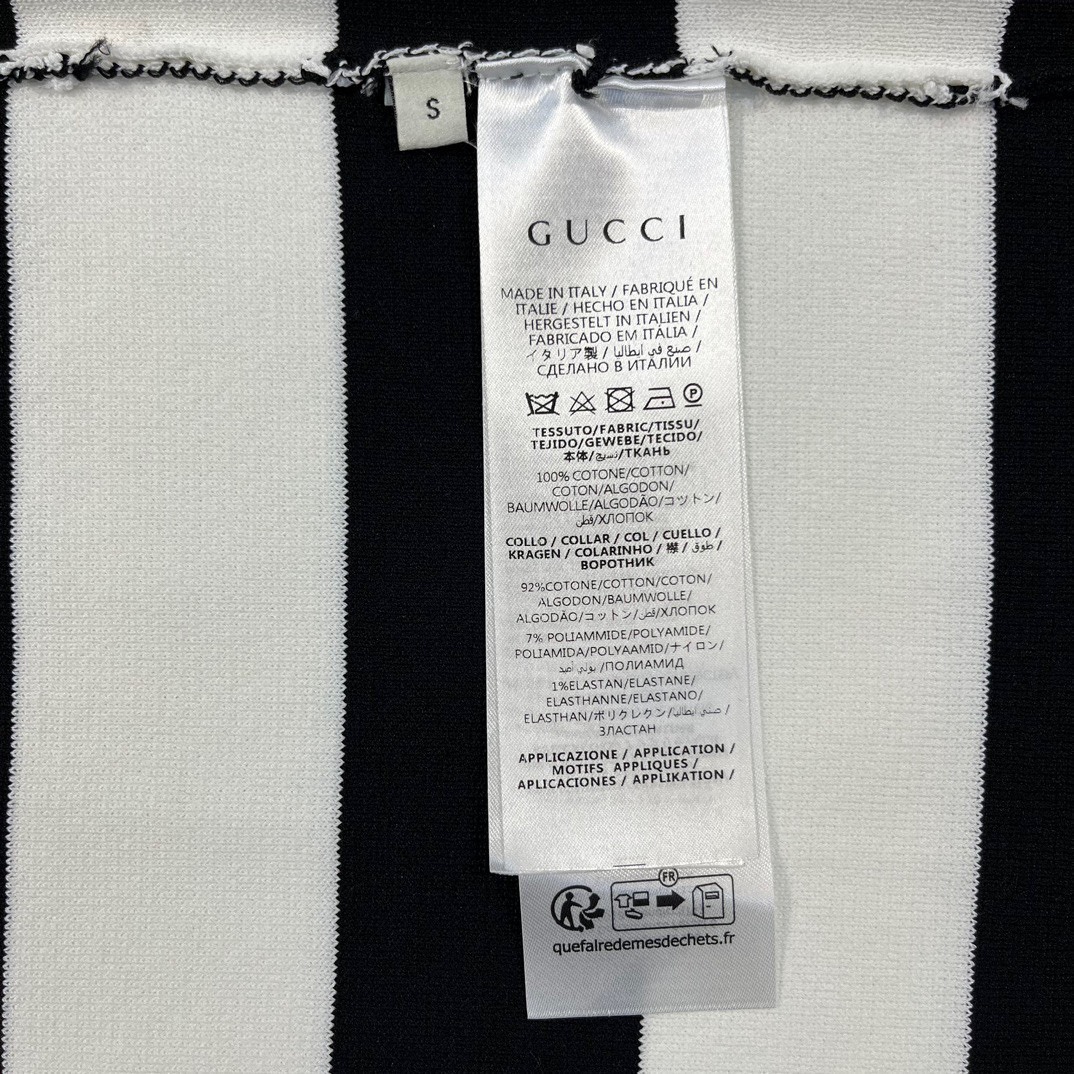 S
GUCCI
MADE IN ITALY / FABRIQUÉ EN
ITALIE / HECHO EN ITALIA /
HERGESTELT IN ITALIEN /
FABRICADO EM ITÁLIA /
イタリア製 / صنع في ايطاليا /
СДЕЛАНО В ИТАЛИИ
P
TESSUTO/FABRIC/TISSU/
TEJIDO/GEWEBE/TECIDO/
本体/نسيج/ТКАНЬ
100% COTONE/COTTON/
COTON/ALGODON/
BAUMWOLLE/ALGODÃO/コットン/
قطن/ХЛОПОК
COLLO / COLLAR / COL / CUELLO /
KRAGEN / COLARINHO / 襟 / طوق /
ВОРОТНИК
92%COTONE/COTTON/COTON/
ALGODON/BAUMWOLLE/
ALGODÃO/コットン/قطن/ХЛОПОК
7% POLIAMMIDE/POLYAMIDE/
POLIAMIDA/POLYAAMID/ナイロン/
بولي أميد /ПОЛИАМИД
1%ELASTAN/ELASTANE/
ELASTHANNE/ELASTANO/
ELASTHAN/ポリクレクン/ /
ЗЛАСТАН
APPLICAZIONE / APPLICATION /
MOTIFS APPLIQUES /
APLICACIONES / APPLIKATION /
FR
quefairedemesdechets.fr